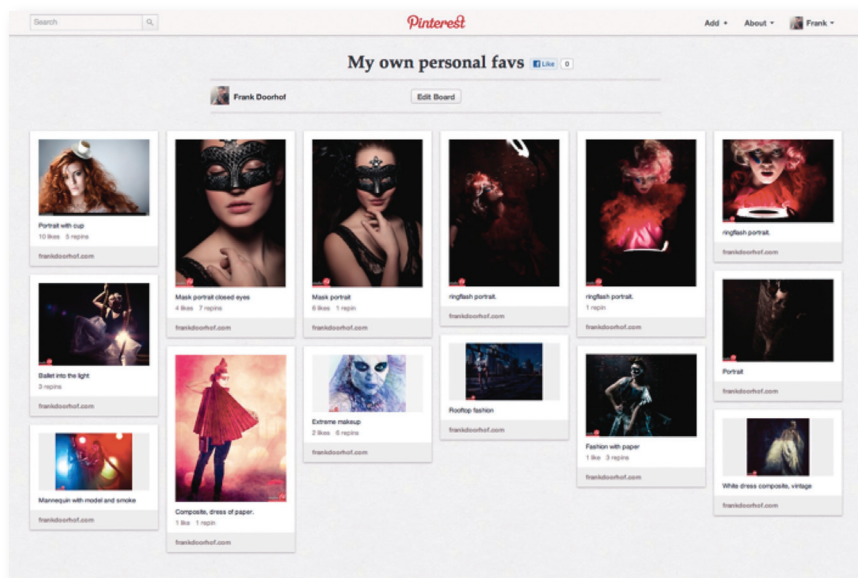 Search
Pinterest
Add
About
Frank
My own personal favs
Like
0
Frank Doorhof
Edit Board
Portrait with cup
10 likes 5 repins
frankdoorhof.com
Ballet into the light
3 repins
frankdoorhof.com
Mannequin with model and smoke
frankdoorhof.com
Mask portrait closed eyes
4 likes 7 repins
frankdoorhof.com
Composite, dress of paper.
1 like 1 repin
frankdoorhof.com
Mask portrait
6 likes 1 repin
frankdoorhof.com
Extreme makeup
2 likes 6 repins
frankdoorhof.com
ringflash portrait.
frankdoorhof.com
Rooftop fashion
frankdoorhof.com
ringflash portrait.
1 repin
frankdoorhof.com
Fashion with paper
1 like 3 repins
frankdoorhof.com
ringflash portrait.
frankdoorhof.com
Portrait
frankdoorhof.com
White dress composite, vintage
frankdoorhof.com